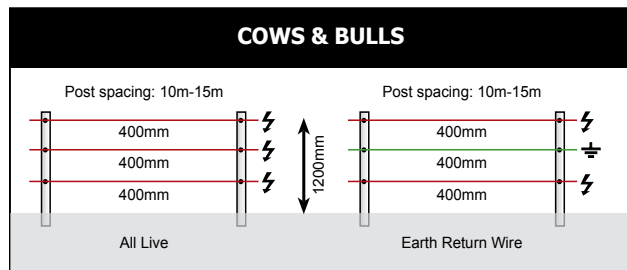 COWS & BULLS
Post spacing: 10m-15m
400mm
400mm
400mm
All Live
1200mm
Post spacing: 10m-15m
400mm
400mm
400mm
Earth Return Wire